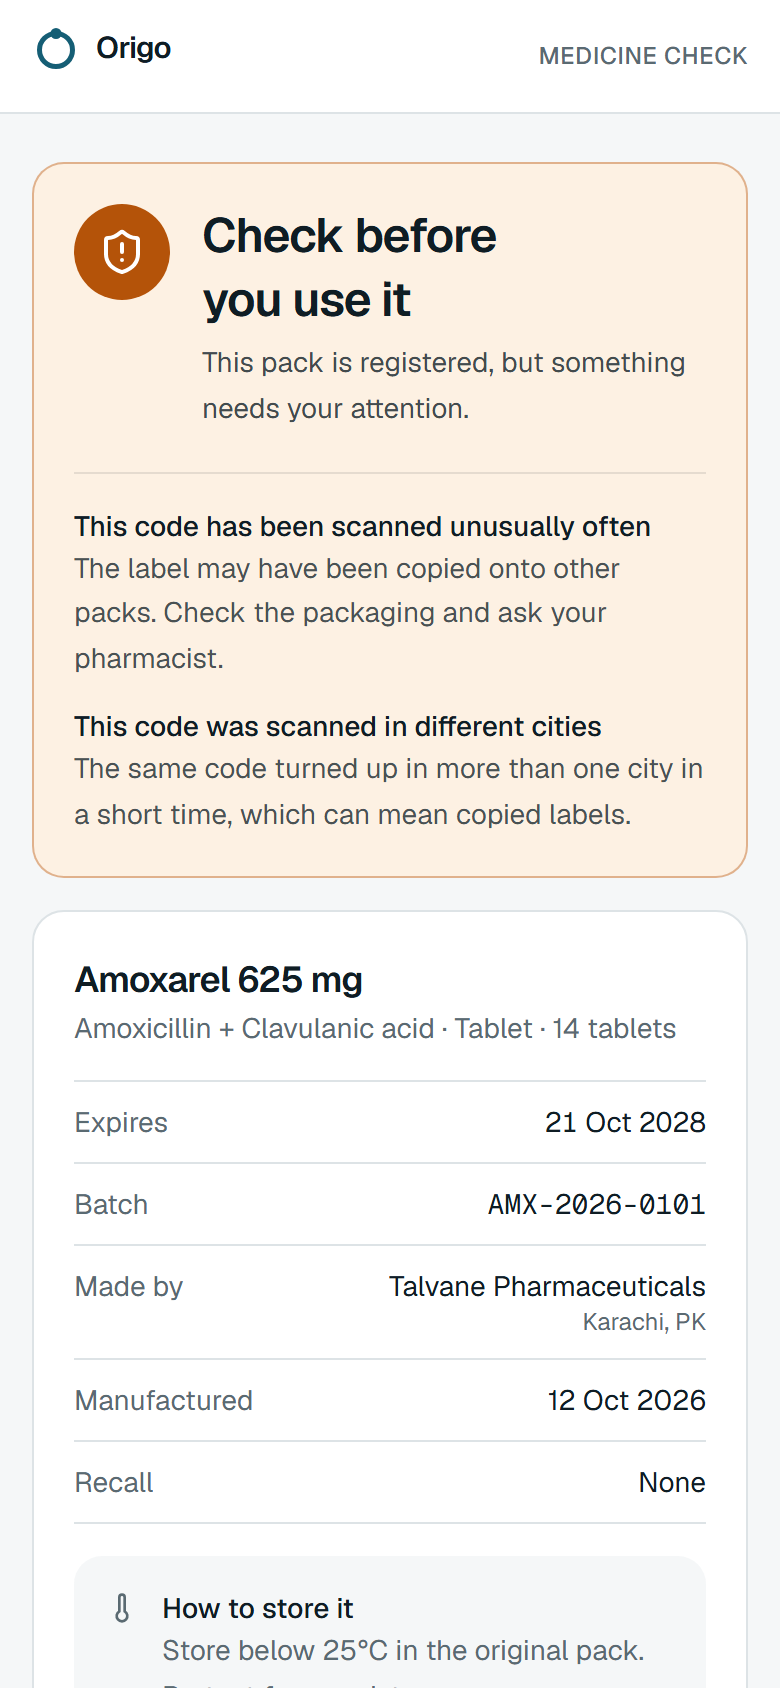 Origo
MEDICINE CHECK
Check before
you use it
This pack is registered, but something
needs your attention.
This code has been scanned unusually often
The label may have been copied onto other
packs. Check the packaging and ask your
pharmacist.
This code was scanned in different cities
The same code turned up in more than one city in
a short time, which can mean copied labels.
Amoxarel 625 mg
Amoxicillin + Clavulanic acid · Tablet · 14 tablets
Expires 21 Oct 2028
Batch AMX-2026-0101
Made by Talvane Pharmaceuticals
Karachi, PK
Manufactured 12 Oct 2026
Recall None
How to store it
Store below 25°C in the original pack.